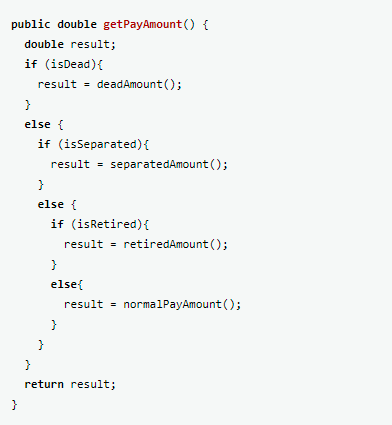 public double getPayAmount() {
  double result;
  if (isDead){
    result = deadAmount();
  }
  else {
    if (isSeparated){
      result = separatedAmount();
    }
    else {
      if (isRetired){
        result = retiredAmount();
      }
      else{
        result = normalPayAmount();
      }
    }
  }
  return result;
}